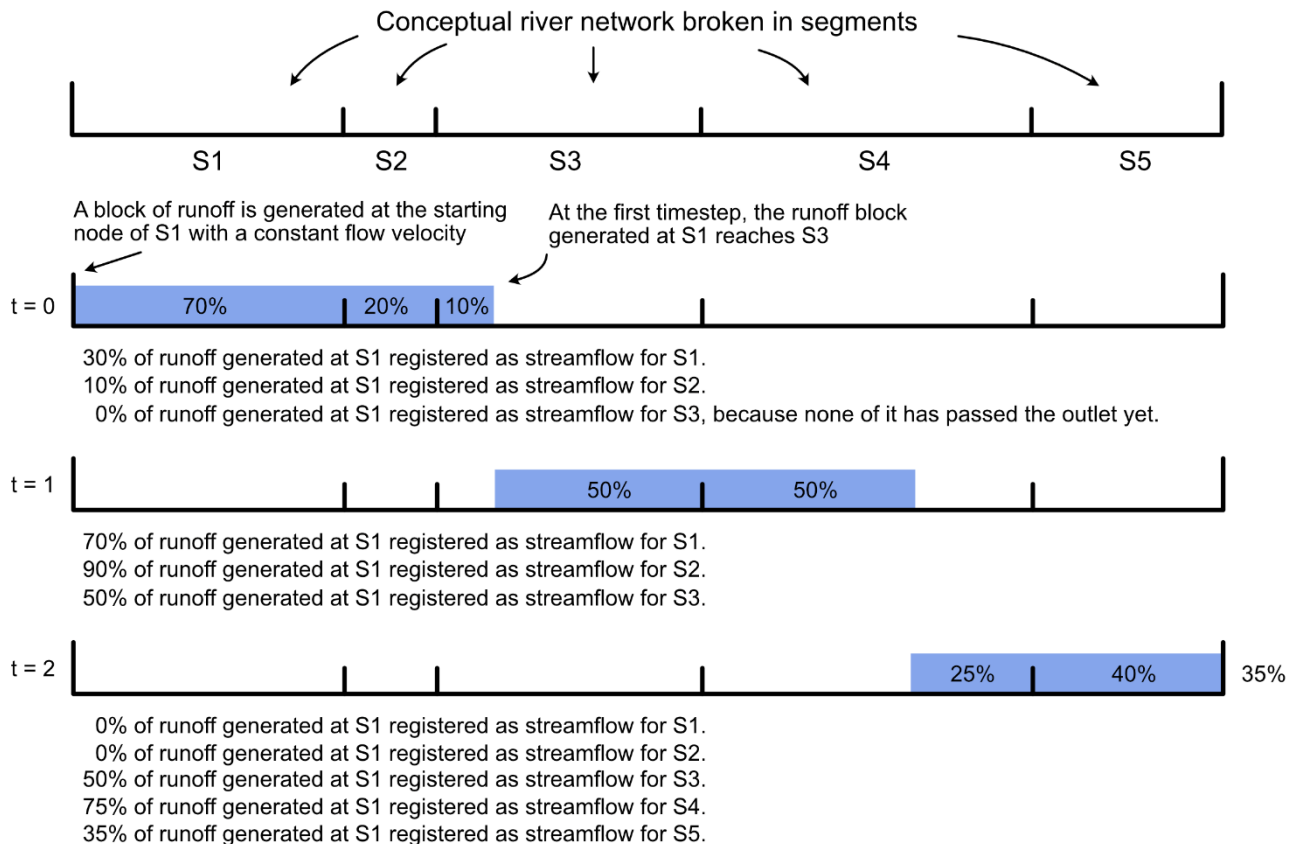 Conceptual river network broken in segments
S1 S2 S3 S4 S5
A block of runoff is generated at the starting
node of S1 with a constant flow velocity
At the first timestep, the runoff block
generated at S1 reaches S3
t = 0 70% 20% 10%
30% of runoff generated at S1 registered as streamflow for S1.
10% of runoff generated at S1 registered as streamflow for S2.
0% of runoff generated at S1 registered as streamflow for S3, because none of it has passed the outlet yet.
t = 1 50% 50%
70% of runoff generated at S1 registered as streamflow for S1.
90% of runoff generated at S1 registered as streamflow for S2.
50% of runoff generated at S1 registered as streamflow for S3.
t = 2 25% 40% 35%
0% of runoff generated at S1 registered as streamflow for S1.
0% of runoff generated at S1 registered as streamflow for S2.
50% of runoff generated at S1 registered as streamflow for S3.
75% of runoff generated at S1 registered as streamflow for S4.
35% of runoff generated at S1 registered as streamflow for S5.